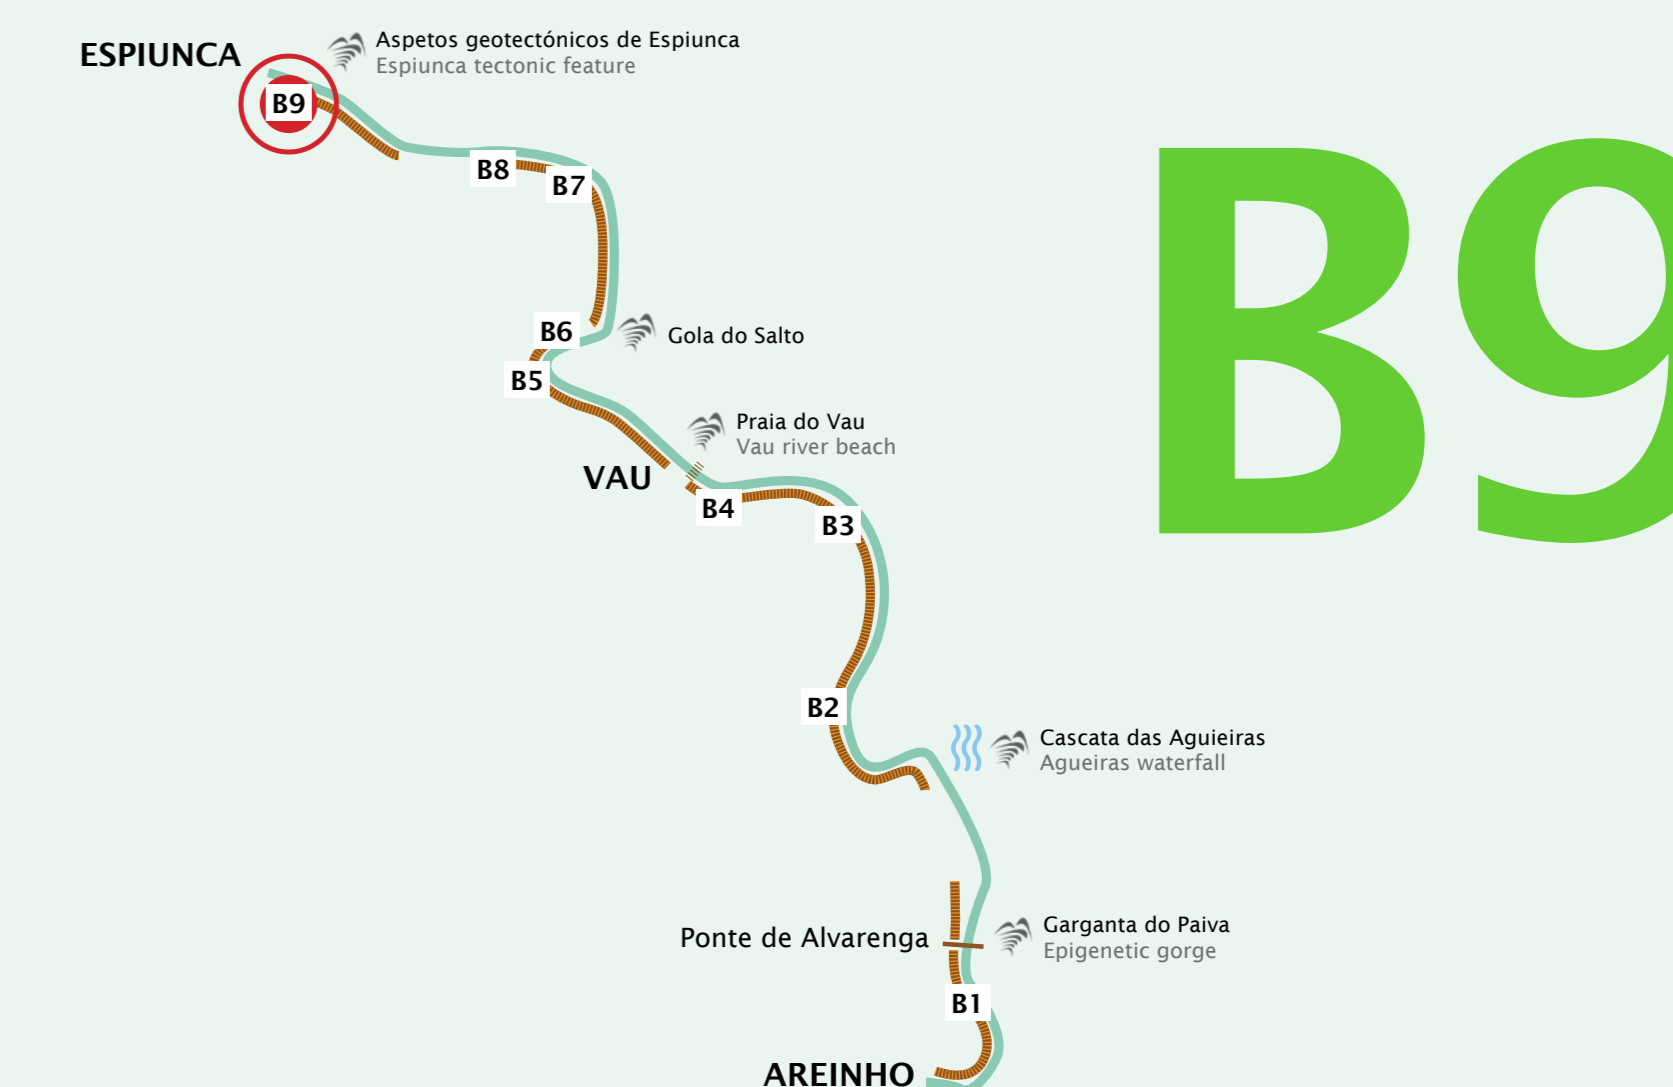 ESPIUNCA
Aspetos geotectónicos de Espiunca
Espiunca tectonic feature
B9
B9
B8
B7
B6
Gola do Salto
B5
Praia do Vau
Vau river beach
VAU
B4
B3
B2
Cascata das Aguieiras
Agueiras waterfall
Ponte de Alvarenga
Garganta do Paiva
Epigenetic gorge
B1
AREINHO